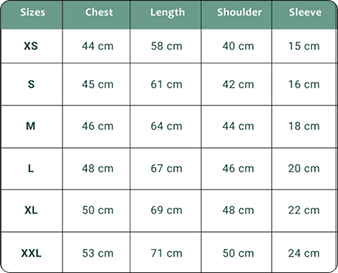 Sizes Chest Length Shoulder Sleeve
XS 44 cm 58 cm 40 cm 15 cm
S 45 cm 61 cm 42 cm 16 cm
M 46 cm 64 cm 44 cm 18 cm
L 48 cm 67 cm 46 cm 20 cm
XL 50 cm 69 cm 48 cm 22 cm
XXL 53 cm 71 cm 50 cm 24 cm